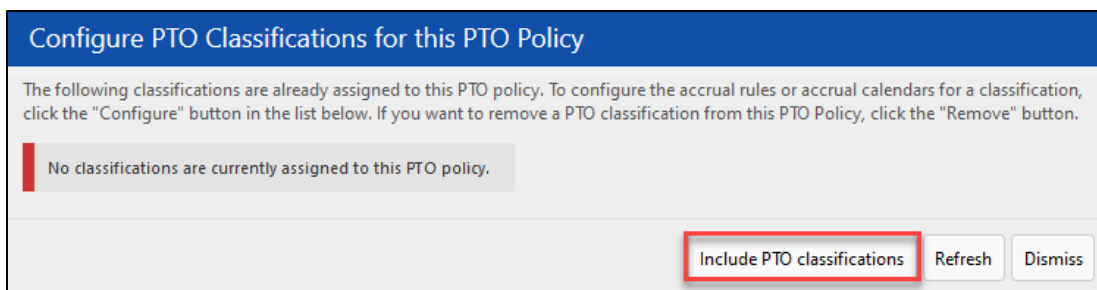 Configure PTO Classifications for this PTO Policy
The following classifications are already assigned to this PTO policy. To configure the accrual rules or accrual calendars for a classification,
click the "Configure" button in the list below. If you want to remove a PTO classification from this PTO Policy, click the "Remove" button.
No classifications are currently assigned to this PTO policy.
Include PTO classifications Refresh Dismiss